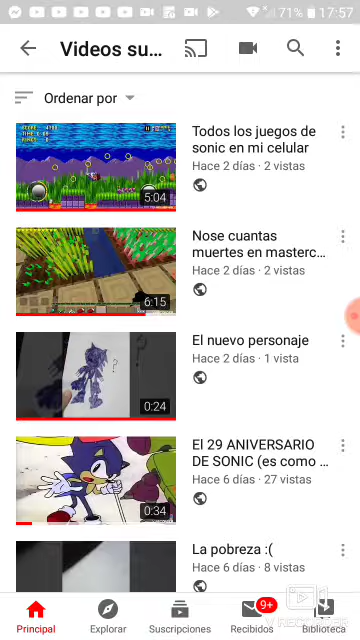 71% 17:57
Videos su...
Ordenar por
Todos los juegos de
sonic en mi celular
Hace 2 días · 2 vistas
5:04
Nose cuantas
muertes en masterc...
Hace 2 días · 2 vistas
6:15
El nuevo personaje
Hace 2 días · 1 vista
0:24
El 29 ANIVERSARIO
DE SONIC (es como ...
Hace 6 días · 27 vistas
0:34
La pobreza :(
Hace 6 días · 8 vistas
9+
Principal
Explorar
Suscripciones
Recibidos
Biblioteca
V RECORDER